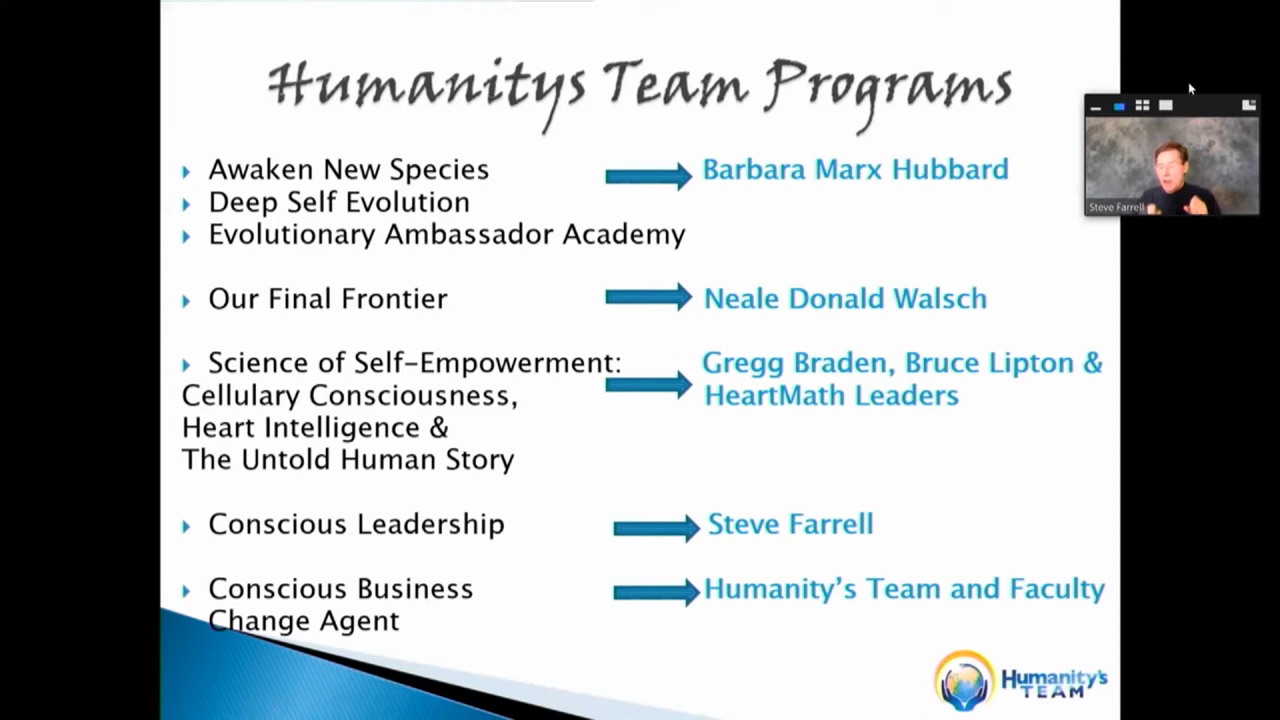 Humanitys Team Programs
Awaken New Species
Barbara Marx Hubbard
Deep Self Evolution
Evolutionary Ambassador Academy
Our Final Frontier
Neale Donald Walsch
Science of Self-Empowerment:
Gregg Braden, Bruce Lipton &
Cellulary Consciousness,
HeartMath Leaders
Heart Intelligence &
The Untold Human Story
Conscious Leadership
Steve Farrell
Conscious Business
Humanity's Team and Faculty
Change Agent
Humanity's
TEAM
Steve Farrell